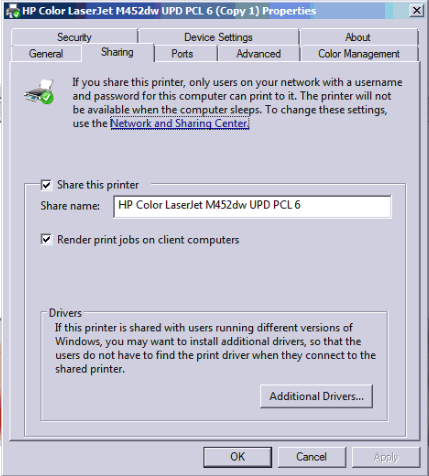 HP Color LaserJet M452dw UPD PCL 6 (Copy 1) Properties
Security Device Settings About
General Sharing Ports Advanced Color Management
If you share this printer, only users on your network with a username
and password for this computer can print to it. The printer will not
be available when the computer sleeps. To change these settings,
use the Network and Sharing Center.
Share this printer
Share name: HP Color LaserJet M452dw UPD PCL 6
Render print jobs on client computers
Drivers
If this printer is shared with users running different versions of
Windows, you may want to install additional drivers, so that the
users do not have to find the print driver when they connect to the
shared printer.
Additional Drivers...
OK Cancel Apply